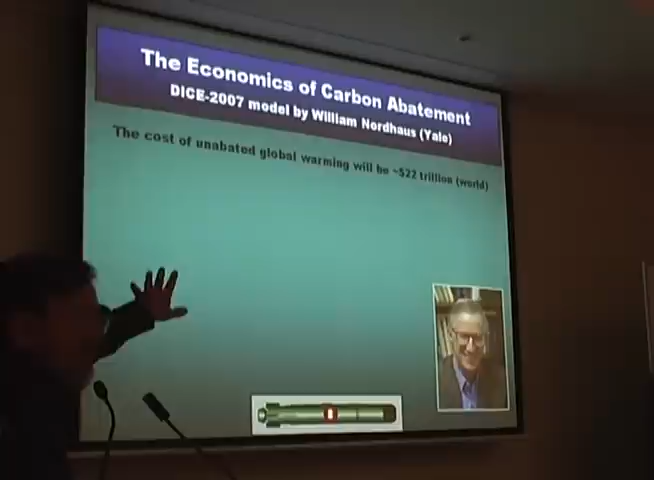 The Economics of Carbon Abatement
DICE-2007 model by William Nordhaus (Yale)
The cost of unabated global warming will be ~$22 trillion (world)